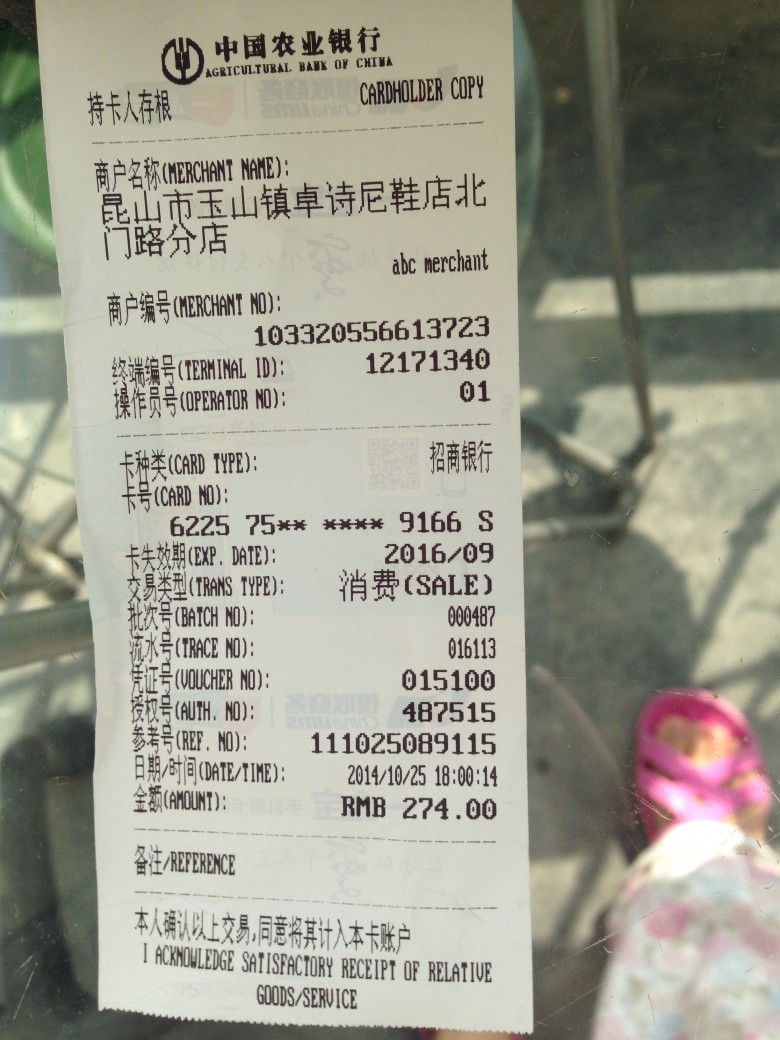 中国农业银行
AGRICULTURAL BANK OF CHINA
持卡人存根 CARDHOLDER COPY
商户名称(MERCHANT NAME):
昆山市玉山镇卓诗尼鞋店北
门路分店
abc merchant
商户编号(MERCHANT NO):
103320556613723
终端编号(TERMINAL ID): 12171340
操作员号(OPERATOR NO): 01
卡种类(CARD TYPE): 招商银行
卡号(CARD NO):
6225 75** **** 9166 S
卡失效期(EXP. DATE): 2016/09
交易类型(TRANS TYPE): 消费(SALE)
批次号(BATCH NO): 000487
流水号(TRACE NO): 016113
凭证号(VOUCHER NO): 015100
授权号(AUTH. NO): 487515
参考号(REF. NO): 111025089115
日期/时间(DATE/TIME): 2014/10/25 18:00:14
金额(AMOUNT): RMB 274.00
备注/REFERENCE
本人确认以上交易,同意将其计入本卡账户
I ACKNOWLEDGE SATISFACTORY RECEIPT OF RELATIVE
GOODS/SERVICE